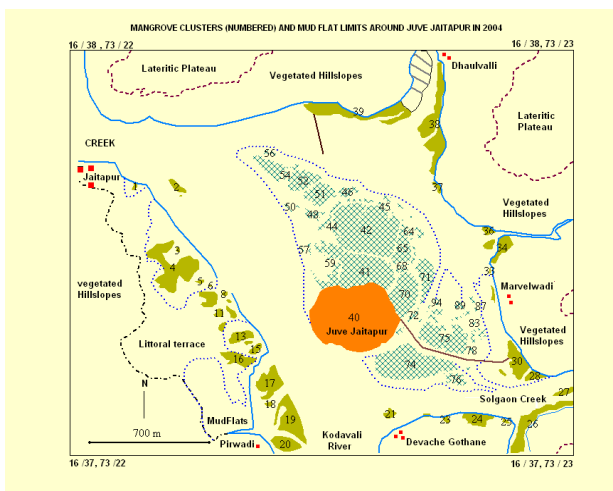 MANGROVE CLUSTERS (NUMBERED) AND MUD FLAT LIMITS AROUND JUVE JAITAPUR IN 2004
16 / 38 , 73 / 22
16 / 38, 73 / 23
Lateritic Plateau
Vegetated Hillslopes
Dhaulvalli
39
38
Lateritic
Plateau
CREEK
56
Jaitapur
54
53
1
2
51
46
37
50
45
Vegetated
Hillslopes
48
44
42
64
36
34
3
57
65
4
59
41
68
71
33
vegetated
Hillslopes
5
6
8
70
94
89
87
Marvelwadi
11
40
72
83
Juve Jaitapur
13
75
Vegetated
Hillslopes
Littoral terrace
15
16
78
30
74
N
17
76
28
18
Solgaon Creek
27
19
21
MudFlats
23
24
25
26
700 m
Kodavali
River
Devache Gothane
Pirwadi
20
16 /37, 73 /22
16 /37, 73 / 23